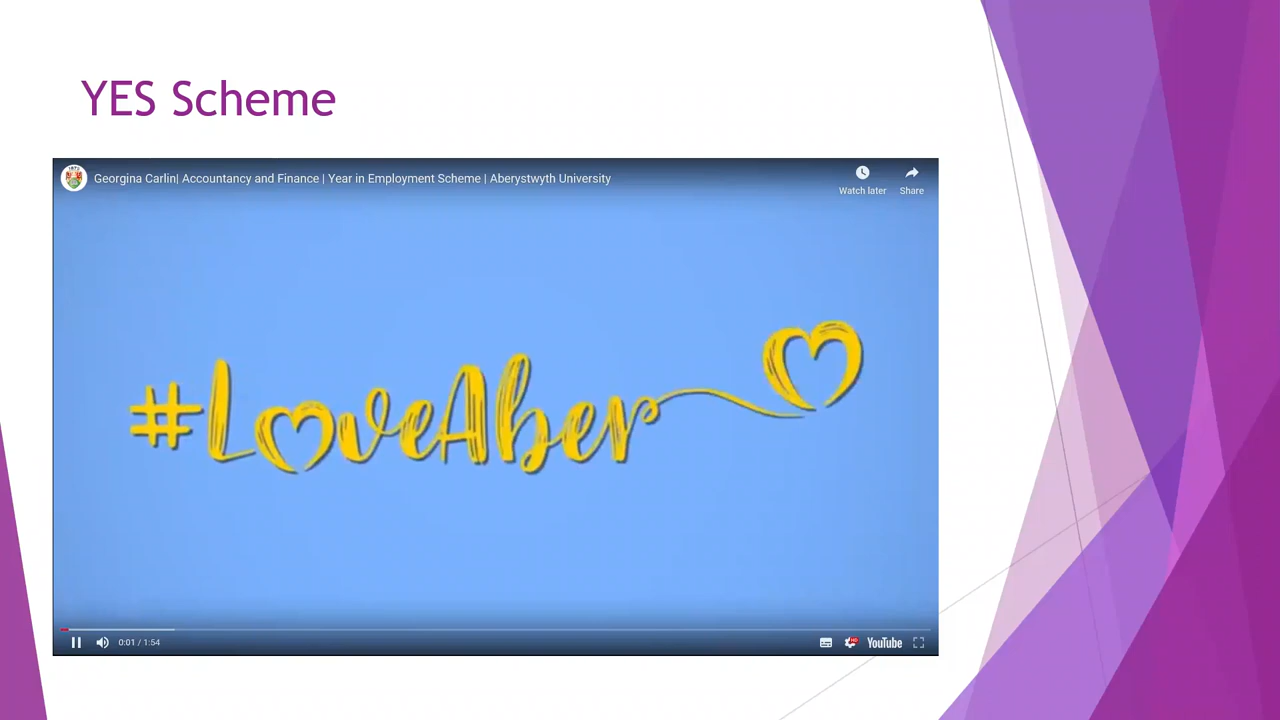 YES Scheme
Georgina Carlin| Accountancy and Finance | Year in Employment Scheme | Aberystwyth University
Watch later
Share
#LoveAber
0:01 / 1:54
HD
YouTube